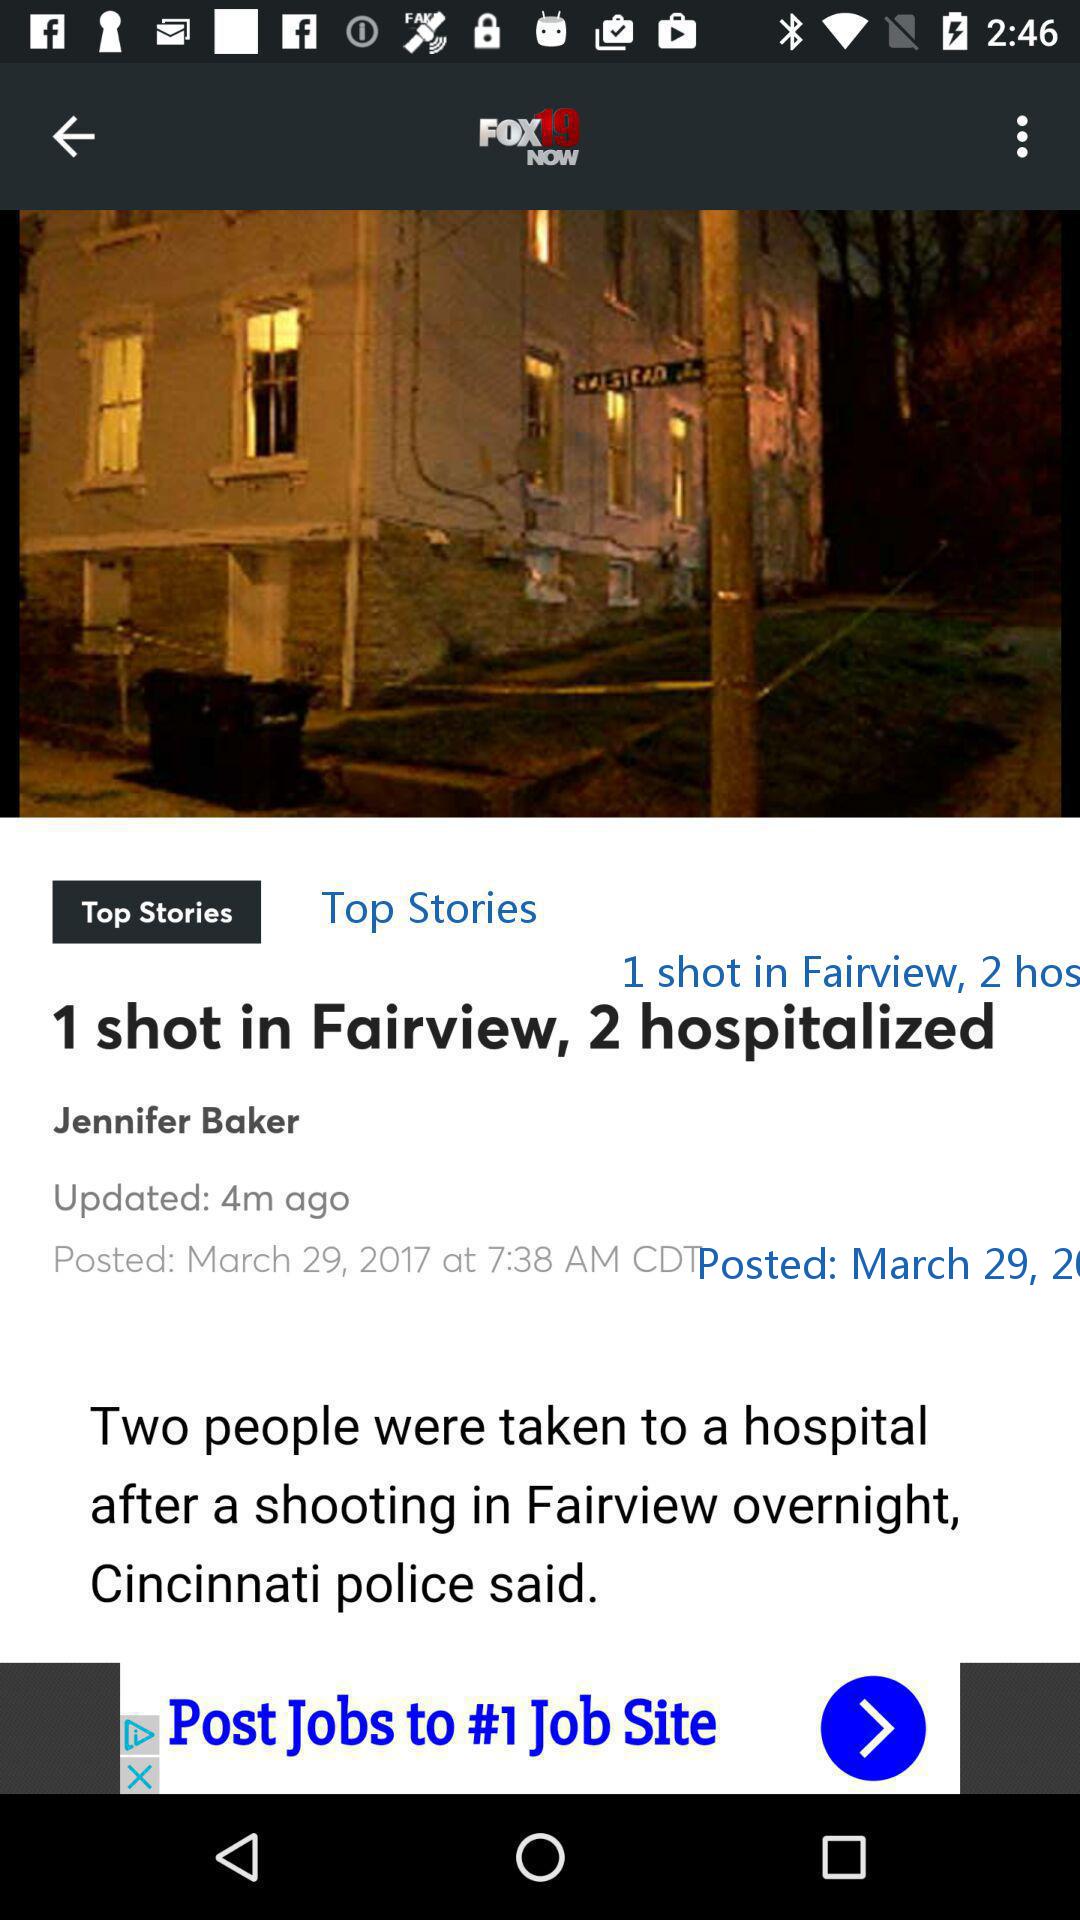 FAKE
2:46
FOX19
NOW
Top Stories
Top Stories
1 shot in Fairview, 2 hos
1 shot in Fairview, 2 hospitalized
Jennifer Baker
Updated: 4m ago
Posted: March 29, 2017 at 7:38 AM CDT
Posted: March 29, 20
Two people were taken to a hospital
after a shooting in Fairview overnight,
Cincinnati police said.
Post Jobs to #1 Job Site